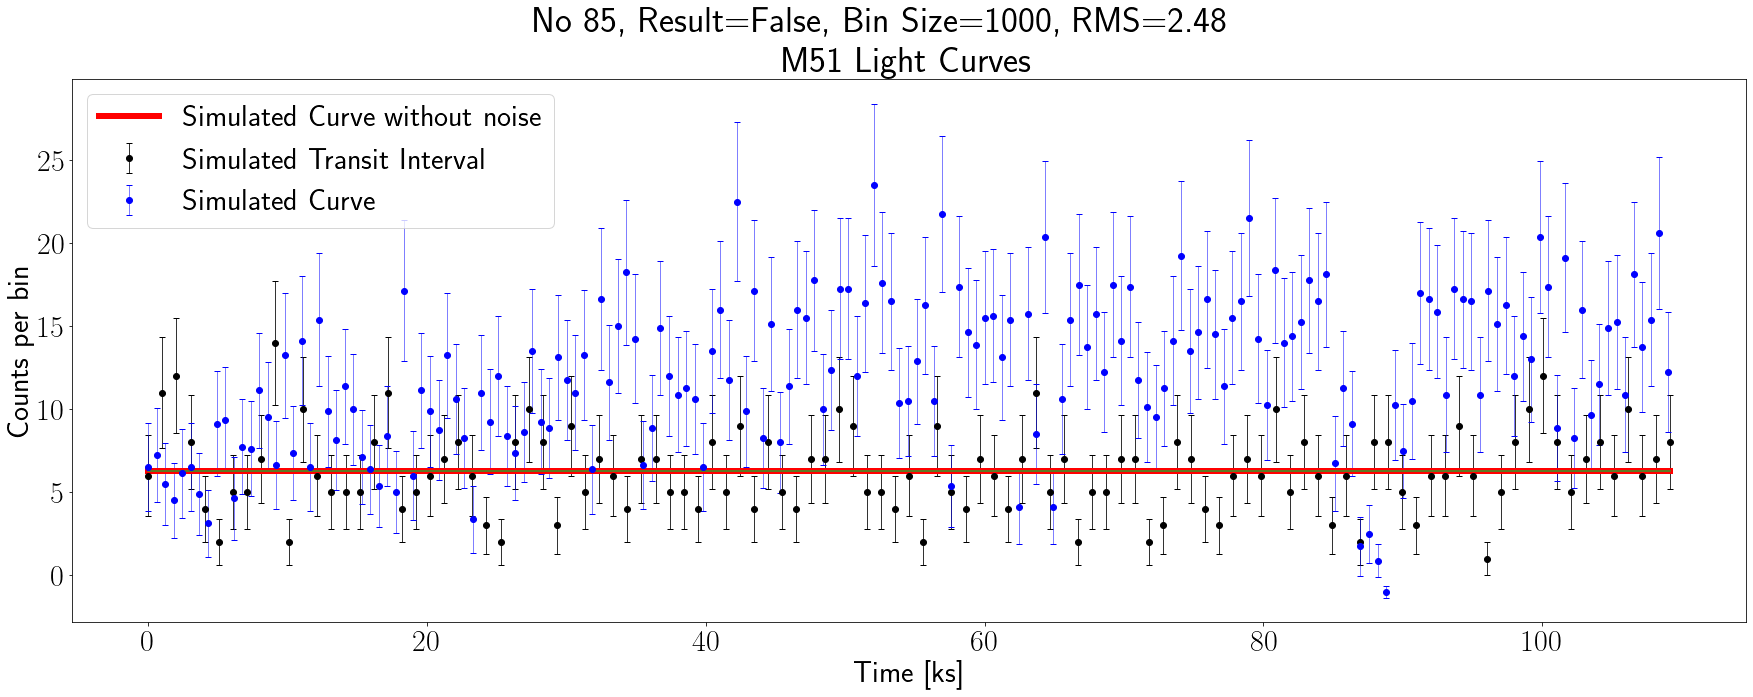 No 85, Result=False, Bin Size=1000, RMS=2.48
M51 Light Curves
Simulated Curve without noise
Simulated Transit Interval
Simulated Curve
Counts per bin
25
20
15
10
5
0
0 20 40 60 80 100
Time [ks]